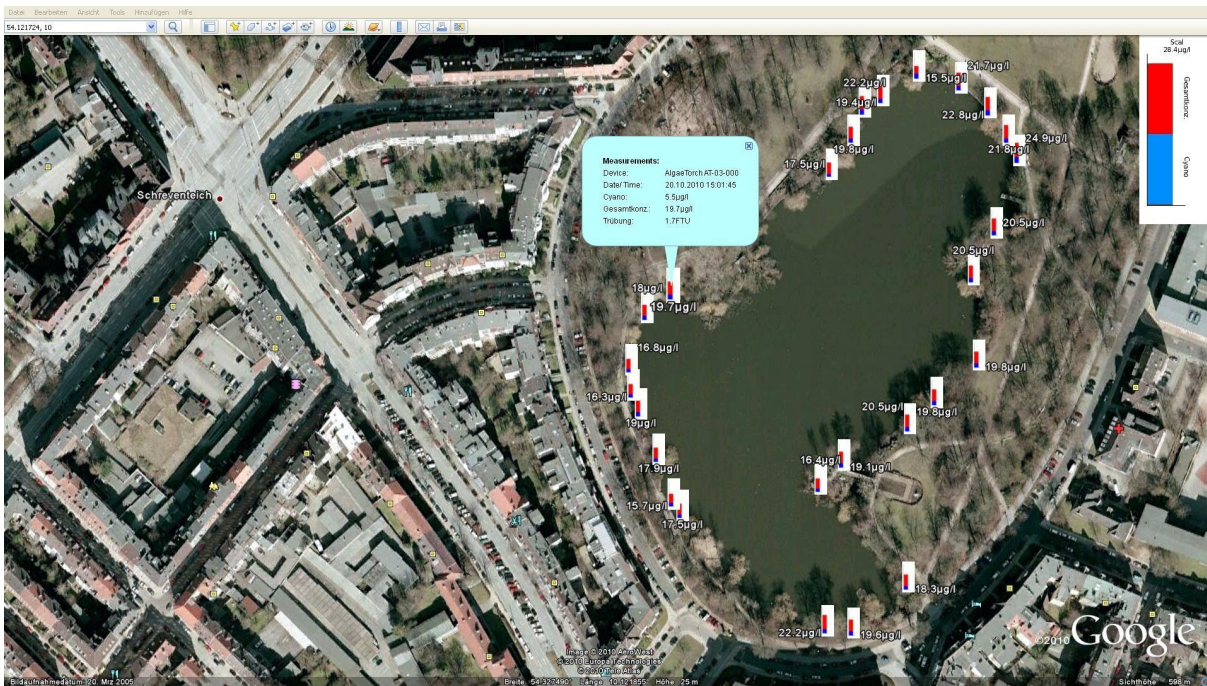 Datei Bearbeiten Ansicht Tools Hinzufügen Hilfe
54.121724, 10
Scal
28.4µg/l
Gesamtkonz.
Cyano
21.7µg/l
22.2µg/l
15.5µg/l
19.4µg/l
22.8µg/l
24.9µg/l
19.8µg/l
21.8µg/l
17.5µg/l
Measurements:
Device: AlgaeTorch AT-03-000
Date/ Time: 20.10.2010 15:01:45
Cyano: 5.5µg/l
Gesamtkonz.: 19.7µg/l
Trübung: 1.7FTU
Schreventeich
20.5µg/l
20.5µg/l
18µg/l
19.7µg/l
16.8µg/l
19.8µg/l
16.3µg/l
20.5µg/l
19.8µg/l
19µg/l
16.4µg/l
19.1µg/l
17.9µg/l
15.7µg/l
17.5µg/l
18.3µg/l
22.2µg/l
19.6µg/l
©2010 Google
Image © 2010 AeroWest
© 2010 Europa Technologies
© 2010 Tele Atlas
Bildaufnahmedatum: 20. Mrz 2005
Breite 54.327490° Länge 10.121855° Höhe 25 m
Sichthöhe 598 m